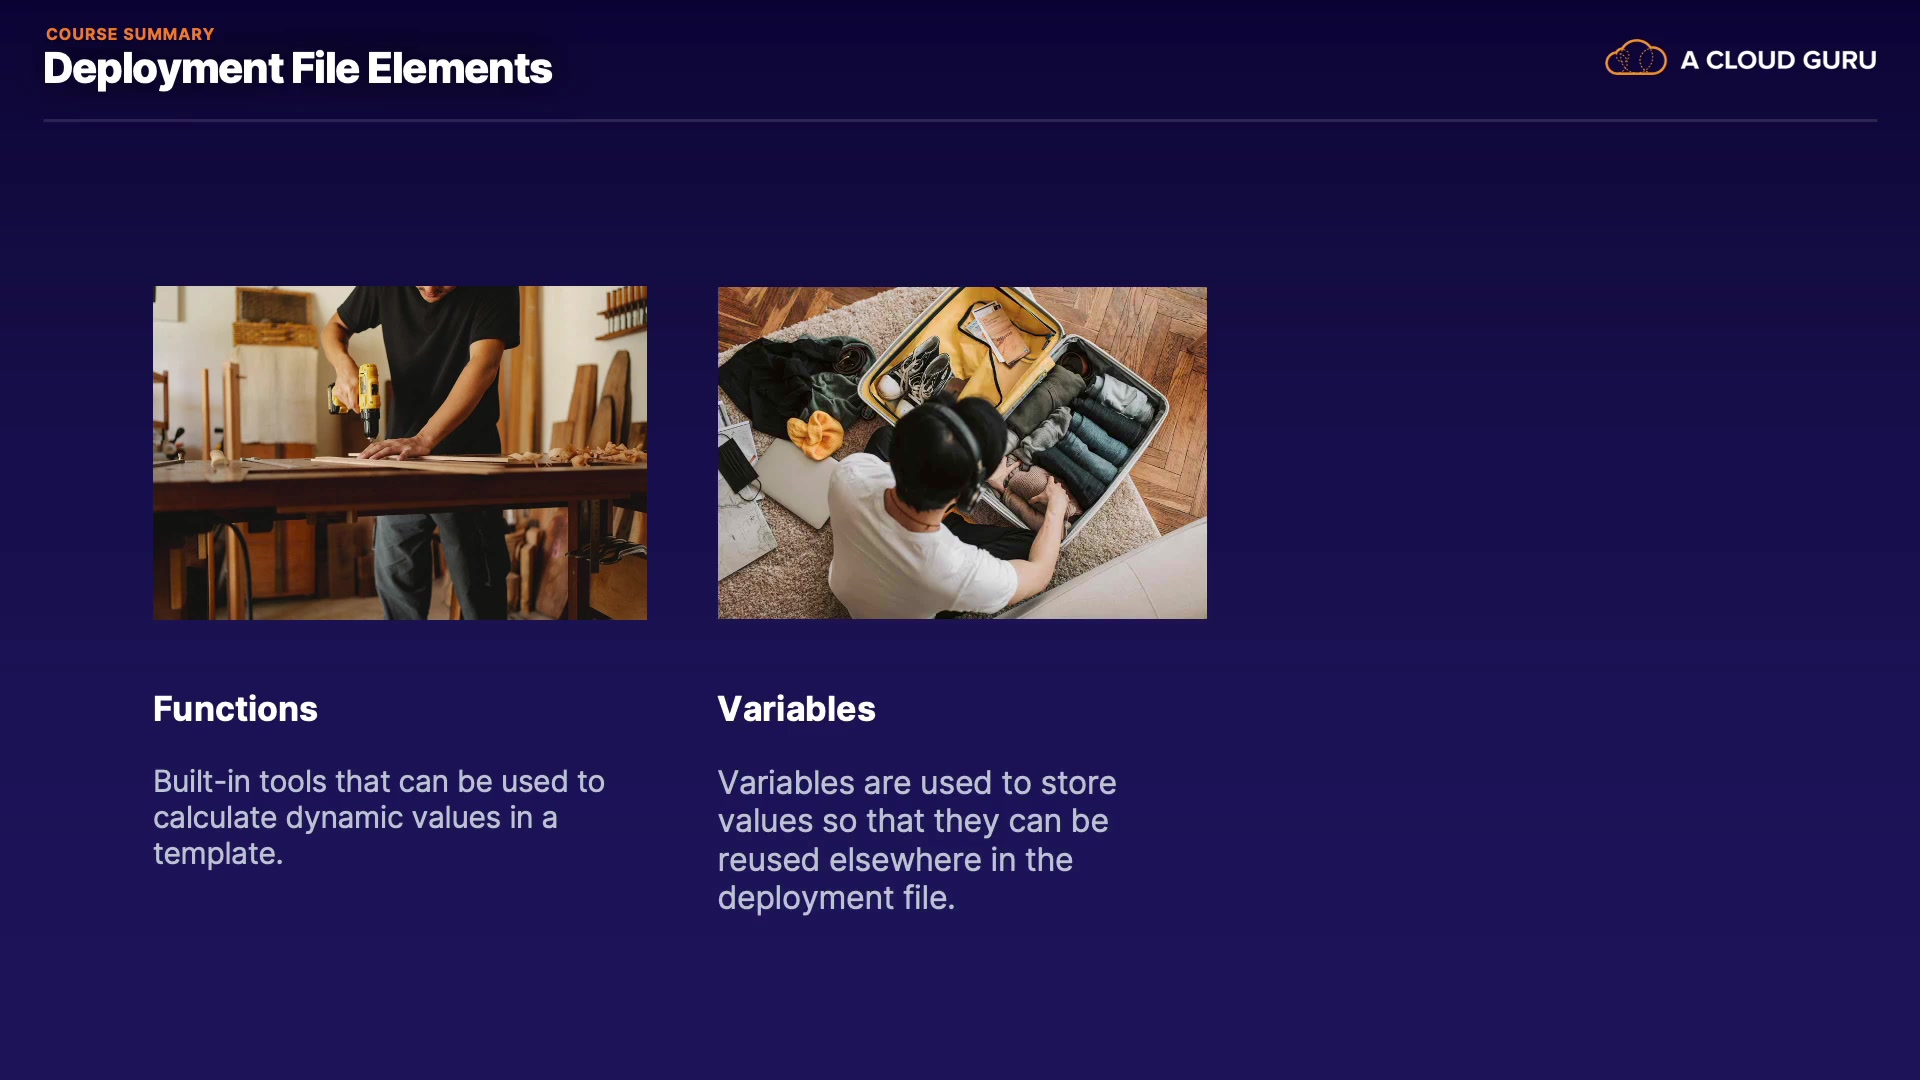 COURSE SUMMARY
Deployment File Elements
A CLOUD GURU
Functions
Built-in tools that can be used to
calculate dynamic values in a
template.
Variables
Variables are used to store
values so that they can be
reused elsewhere in the
deployment file.